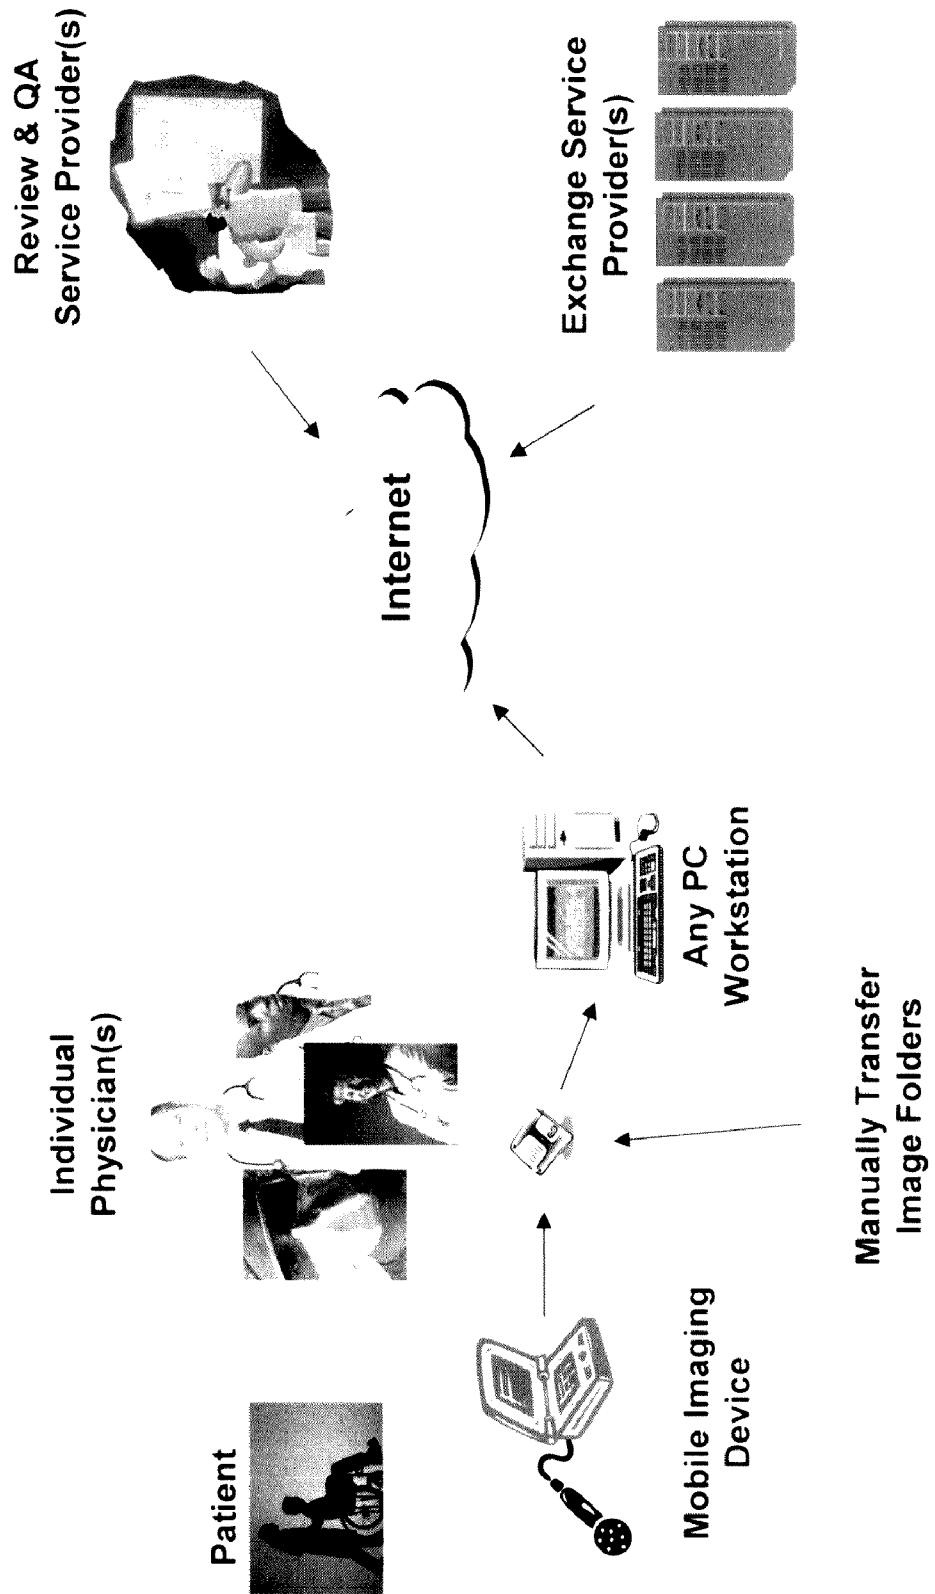 Patient
Individual
Physician(s)
Review & QA
Service Provider(s)
Internet
Mobile Imaging
Device
Any PC
Workstation
Exchange Service
Provider(s)
Manually Transfer
Image Folders